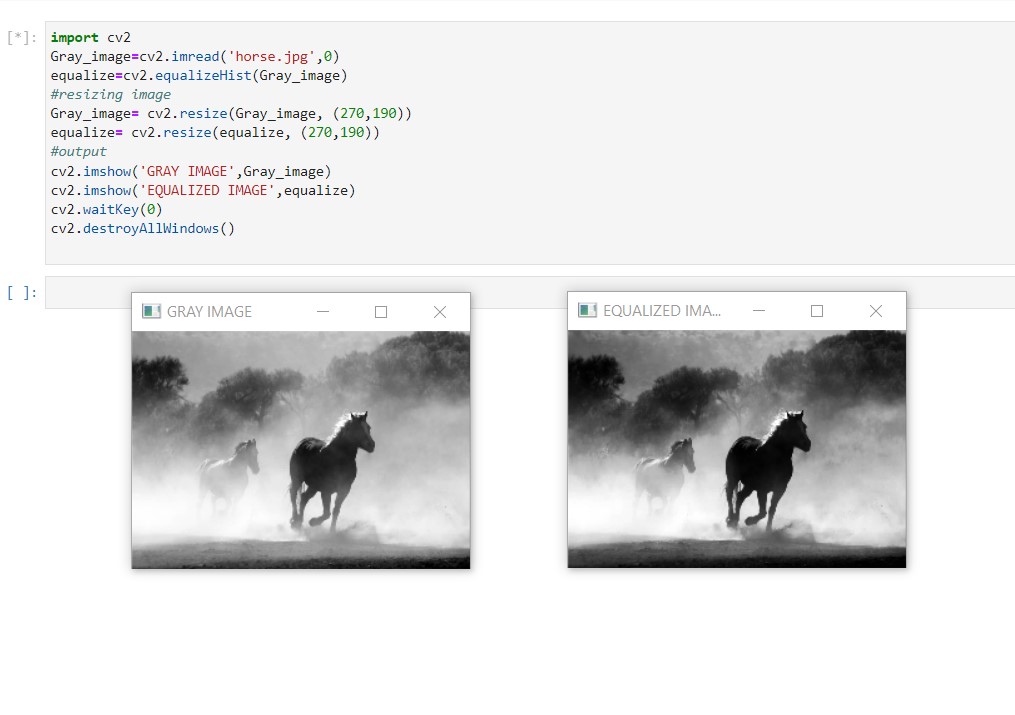 [*]:
import cv2
Gray_image=cv2.imread('horse.jpg',0)
equalize=cv2.equalizeHist(Gray_image)
#resizing image
Gray_image= cv2.resize(Gray_image, (270,190))
equalize= cv2.resize(equalize, (270,190))
#output
cv2.imshow('GRAY IMAGE',Gray_image)
cv2.imshow('EQUALIZED IMAGE',equalize)
cv2.waitKey(0)
cv2.destroyAllWindows()
[ ]:
GRAY IMAGE
EQUALIZED IMA...